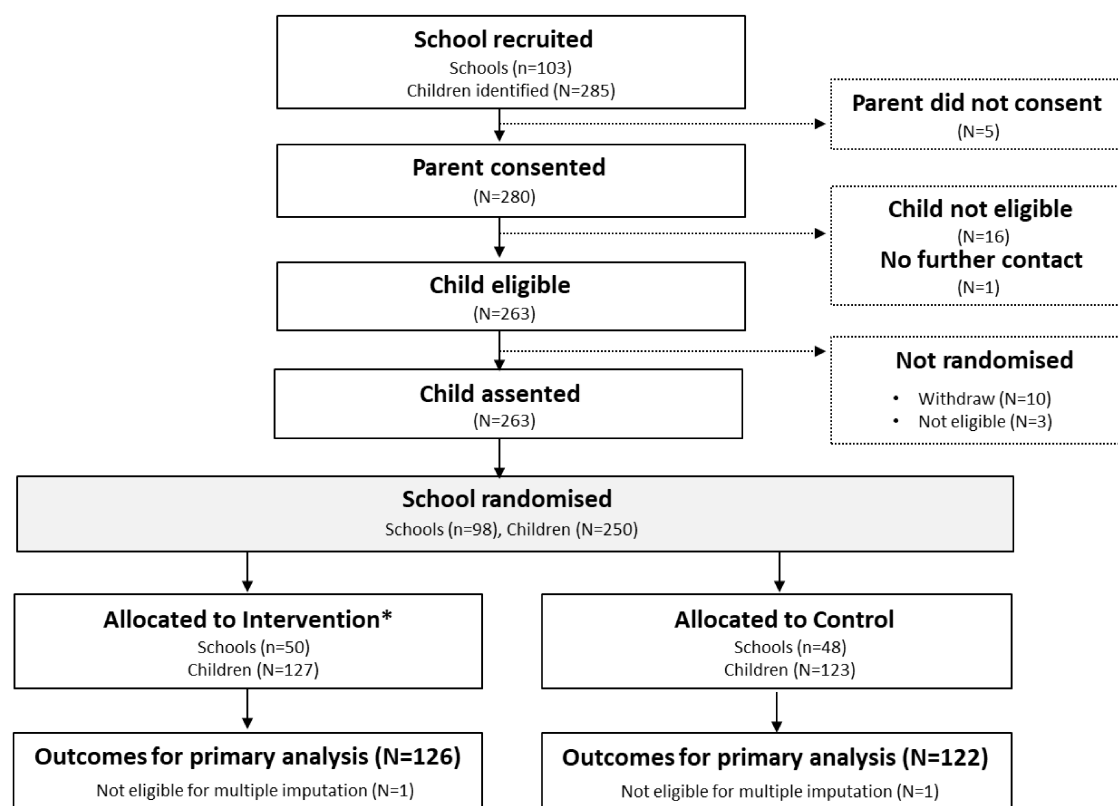 School recruited
Schools (n=103)
Children identified (N=285)
Parent did not consent
(N=5)
Parent consented
(N=280)
Child not eligible
(N=16)
No further contact
(N=1)
Child eligible
(N=263)
Not randomised
• Withdraw (N=10)
• Not eligible (N=3)
Child assented
(N=263)
School randomised
Schools (n=98), Children (N=250)
Allocated to Intervention*
Schools (n=50)
Children (N=127)
Allocated to Control
Schools (n=48)
Children (N=123)
Outcomes for primary analysis (N=126)
Not eligible for multiple imputation (N=1)
Outcomes for primary analysis (N=122)
Not eligible for multiple imputation (N=1)